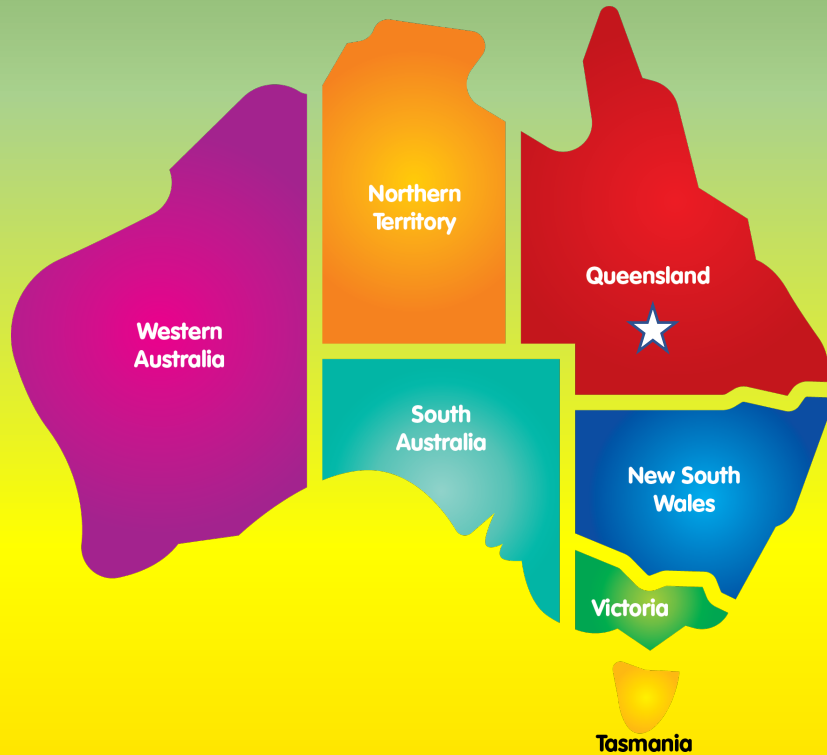 Northern
Territory
Queensland
Western
Australia
South
Australia
New South
Wales
Victoria
Tasmania